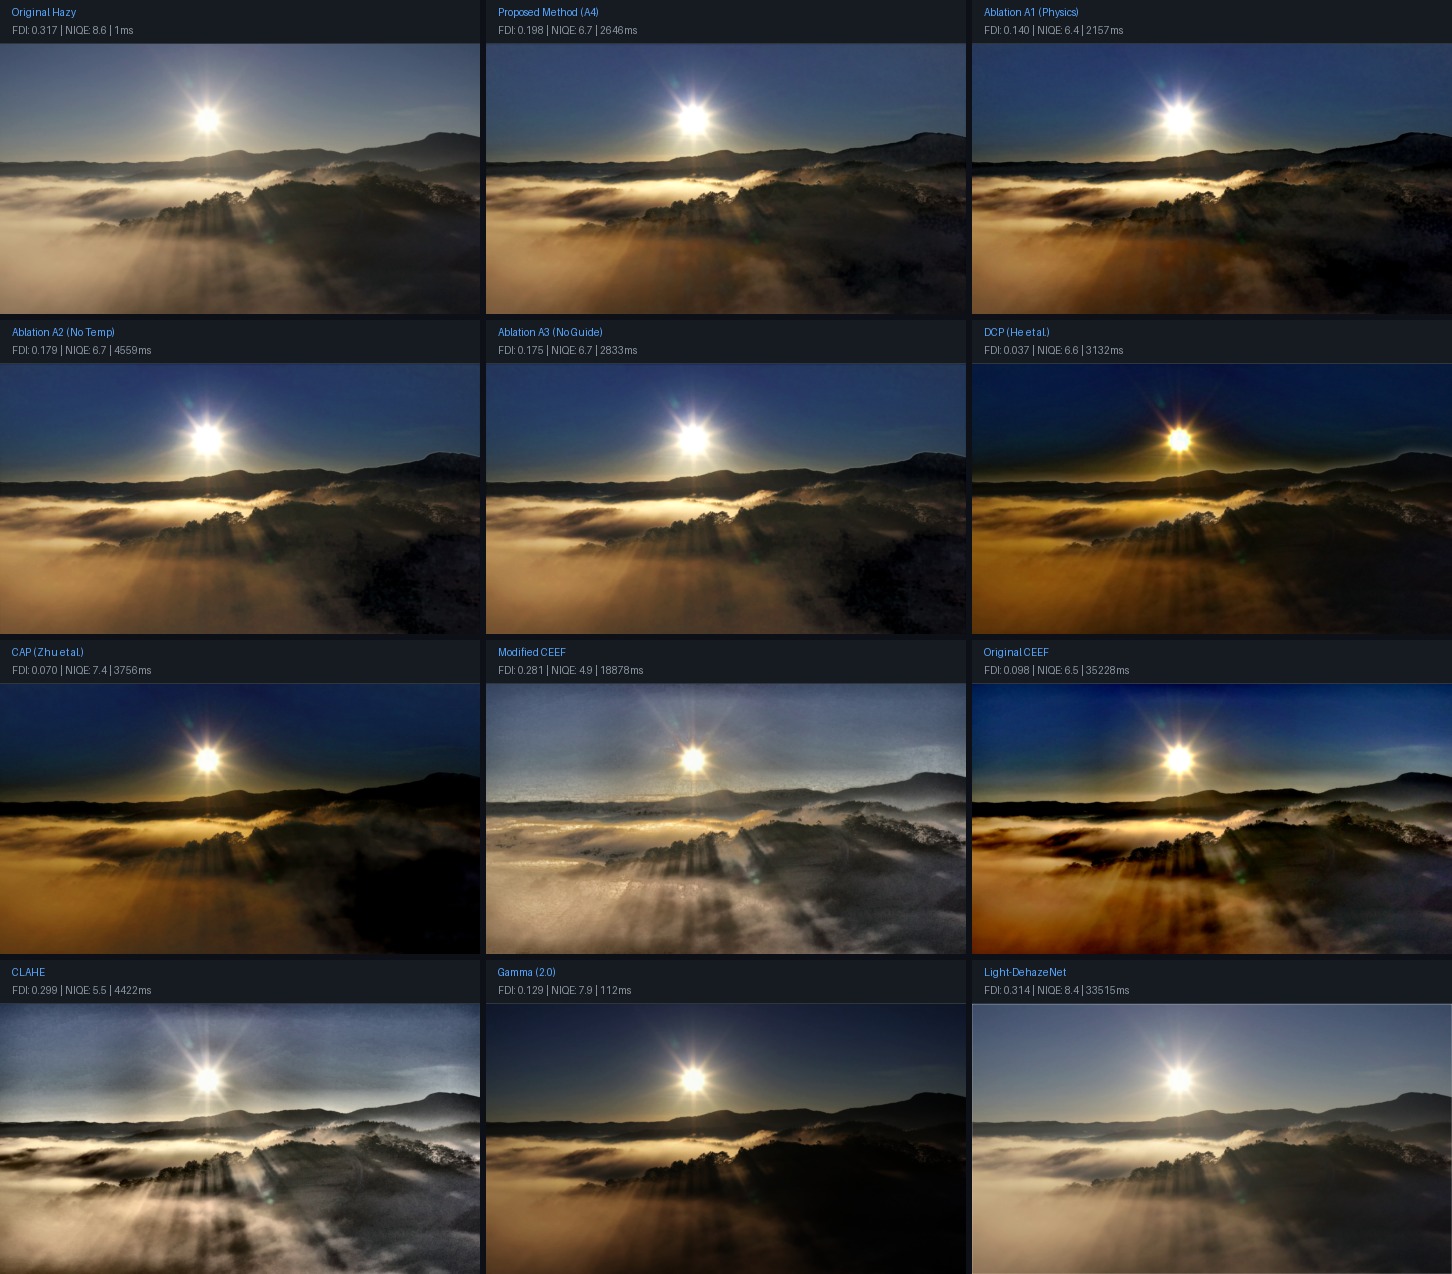 Original Hazy
FDI: 0.317 | NIQE: 8.6 | 1ms
Proposed Method (A4)
FDI: 0.198 | NIQE: 6.7 | 2646ms
Ablation A1 (Physics)
FDI: 0.140 | NIQE: 6.4 | 2157ms
Ablation A2 (No Temp)
FDI: 0.179 | NIQE: 6.7 | 4559ms
Ablation A3 (No Guide)
FDI: 0.175 | NIQE: 6.7 | 2833ms
DCP (He et al.)
FDI: 0.037 | NIQE: 6.6 | 3132ms
CAP (Zhu et al.)
FDI: 0.070 | NIQE: 7.4 | 3756ms
Modified CEEF
FDI: 0.281 | NIQE: 4.9 | 18878ms
Original CEEF
FDI: 0.098 | NIQE: 6.5 | 35228ms
CLAHE
FDI: 0.299 | NIQE: 5.5 | 4422ms
Gamma (2.0)
FDI: 0.129 | NIQE: 7.9 | 112ms
Light-DehazeNet
FDI: 0.314 | NIQE: 8.4 | 33515ms